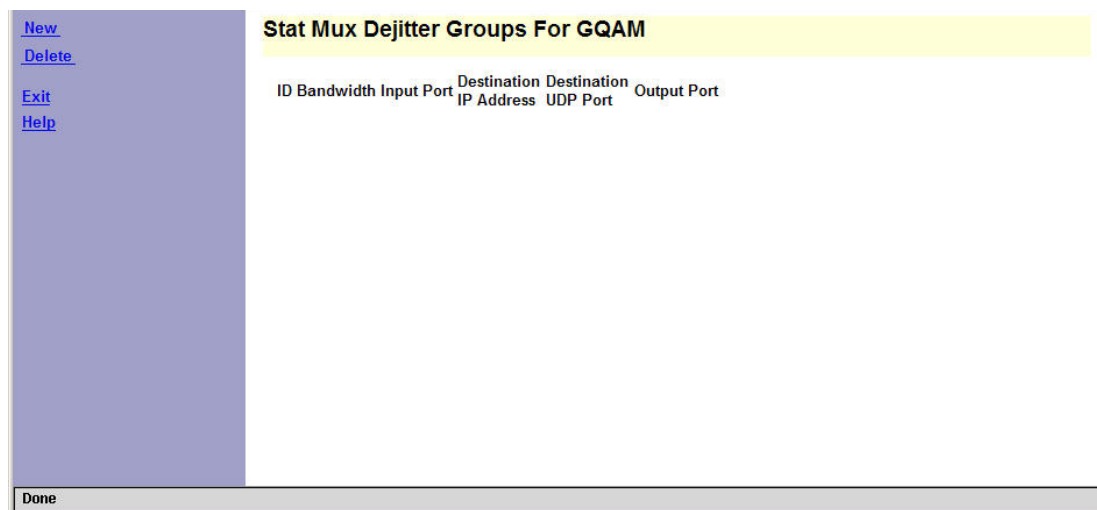 New
Delete
Exit
Help
Stat Mux Dejitter Groups For GQAM
ID Bandwidth Input Port Destination IP Address Destination UDP Port Output Port
Done